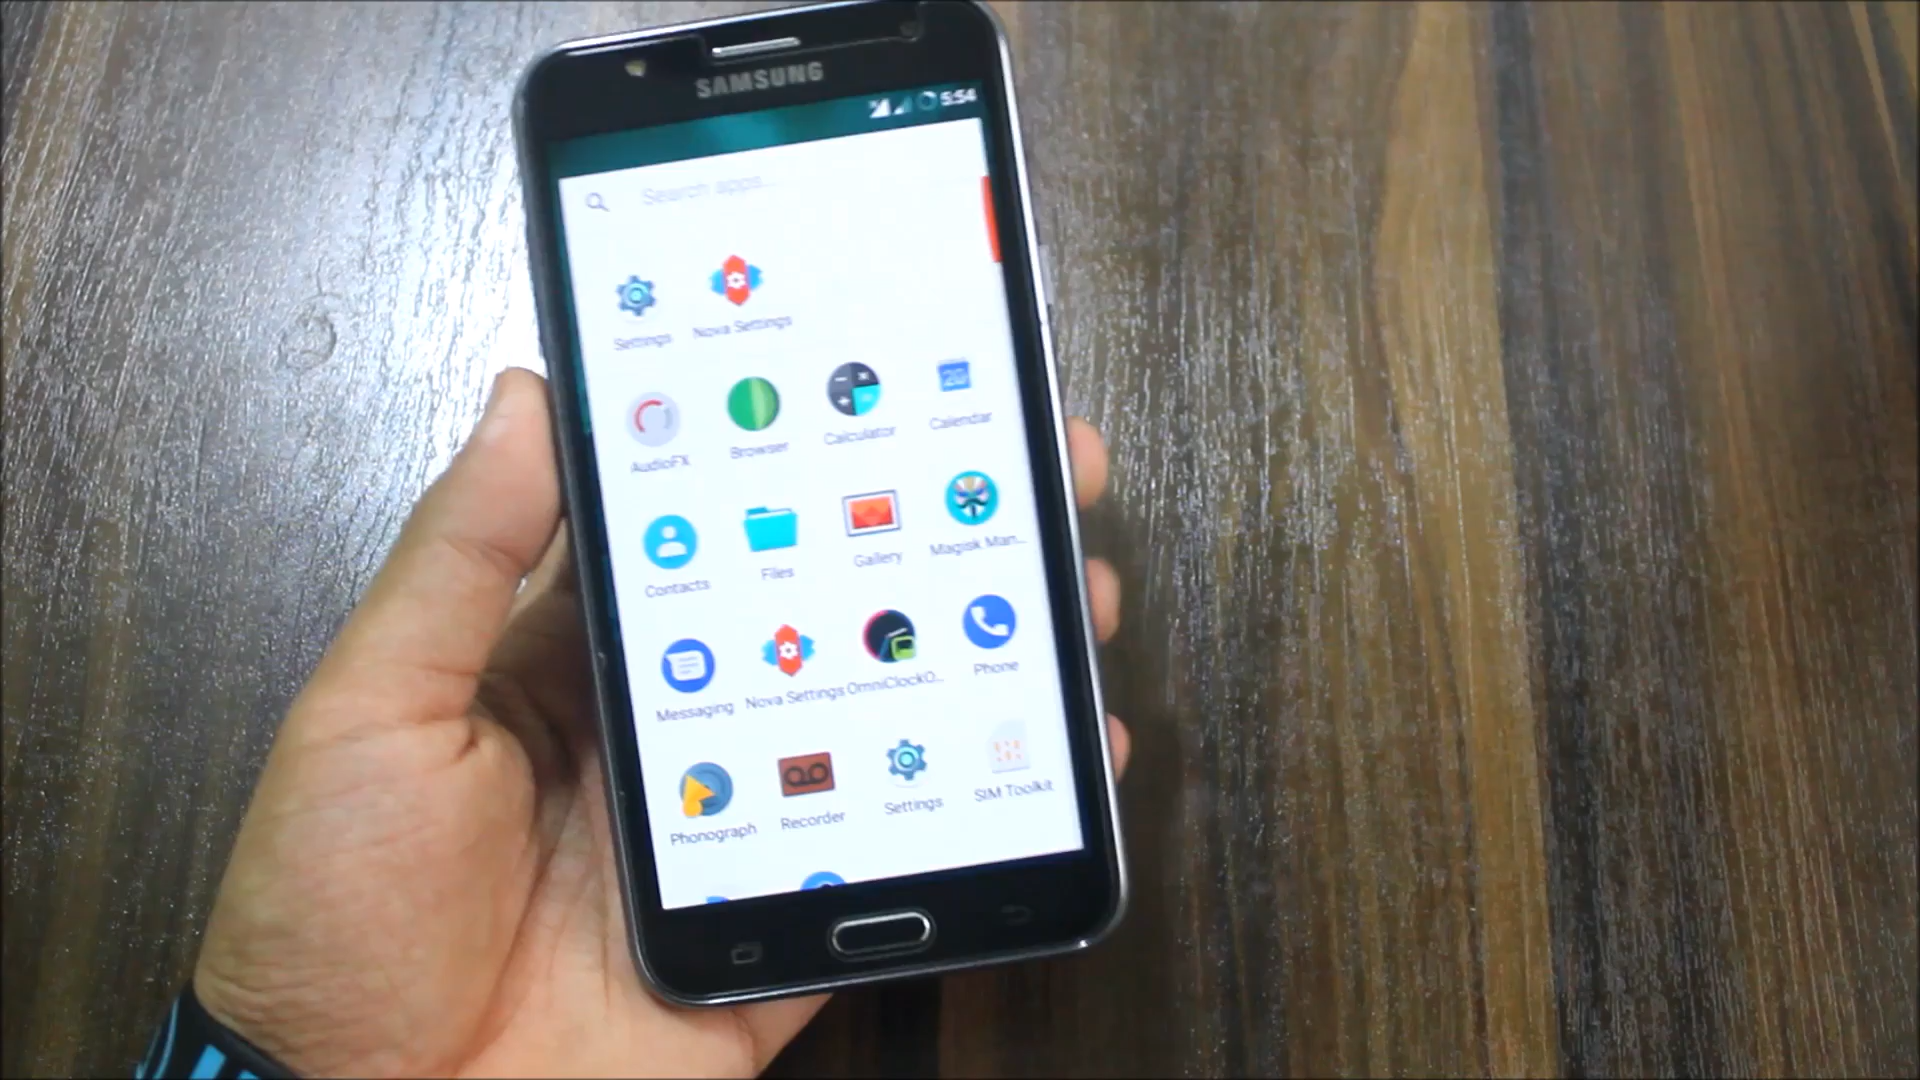 SAMSUNG
5:54
Search apps...
Settings
Nova Settings
AudioFX
Browser
Calculator
Calendar
20
Contacts
Files
Gallery
Magisk Man...
Messaging
Nova Settings
OmniClockO...
Phone
Phonograph
Recorder
Settings
SIM Toolkit